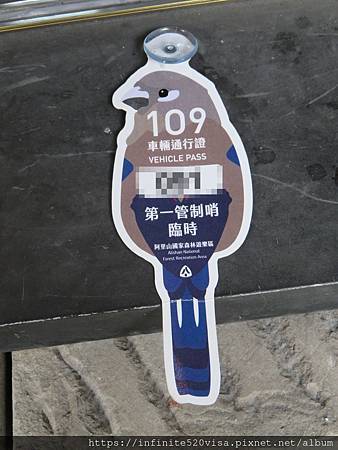 109
車輛通行證
VEHICLE PASS
第一管制哨
臨時
阿里山國家森林遊樂區
Alishan National
Forest Recreation Area
https://infinite520visa.pixnet.net/album